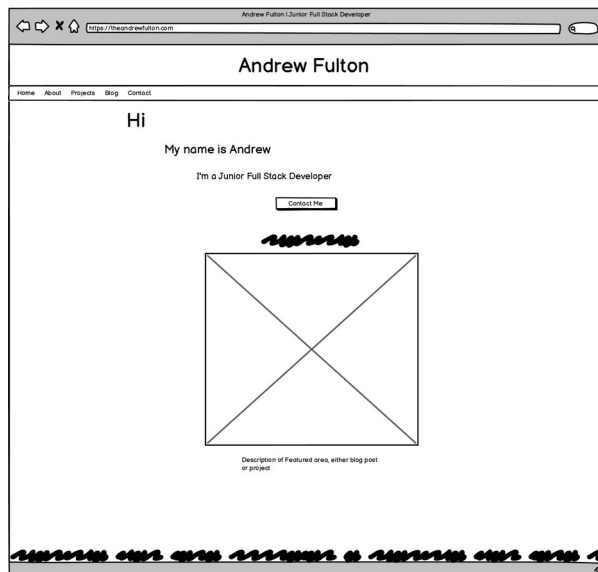 Andrew Fulton | Junior Full Stack Developer
https://theandrewfulton.com
Andrew Fulton
Home About Projects Blog Contact
Hi
My name is Andrew
I'm a Junior Full Stack Developer
Contact Me
Description of Featured area, either blog post
or project